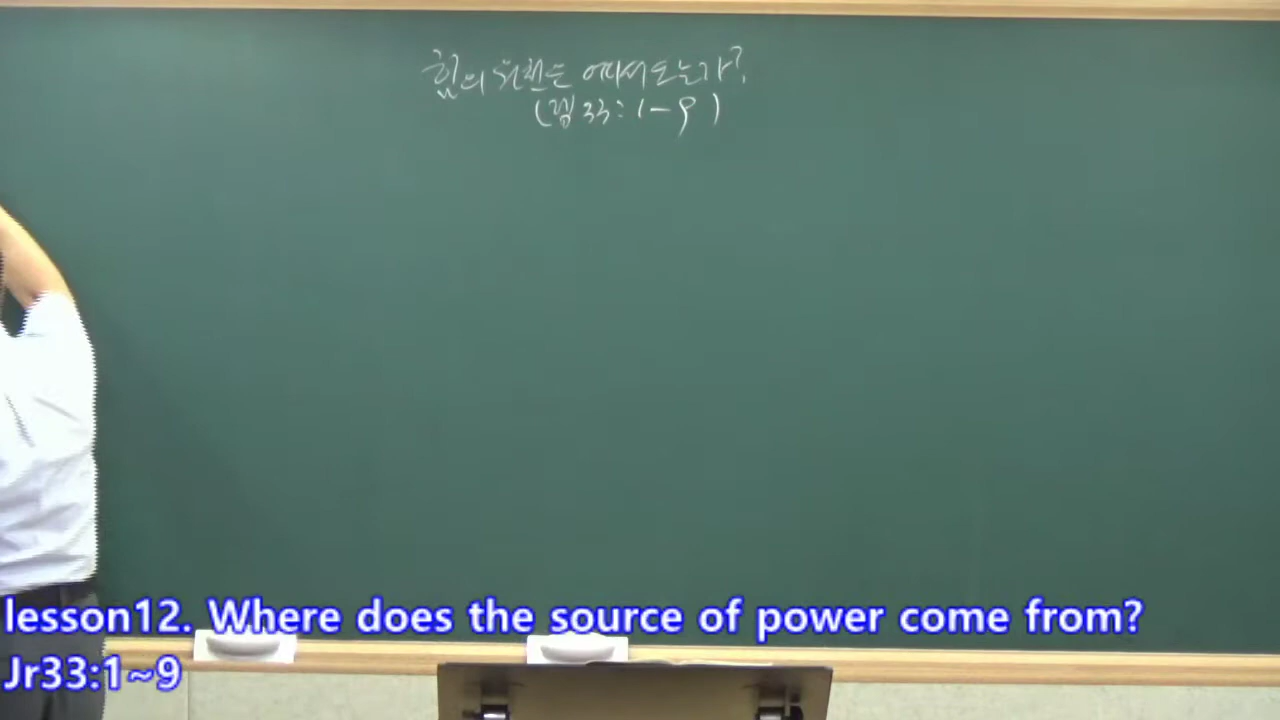 힘의 원천은 어디서 오는가?
(렘 33:1-9)
lesson12. Where does the source of power come from?
Jr33:1~9